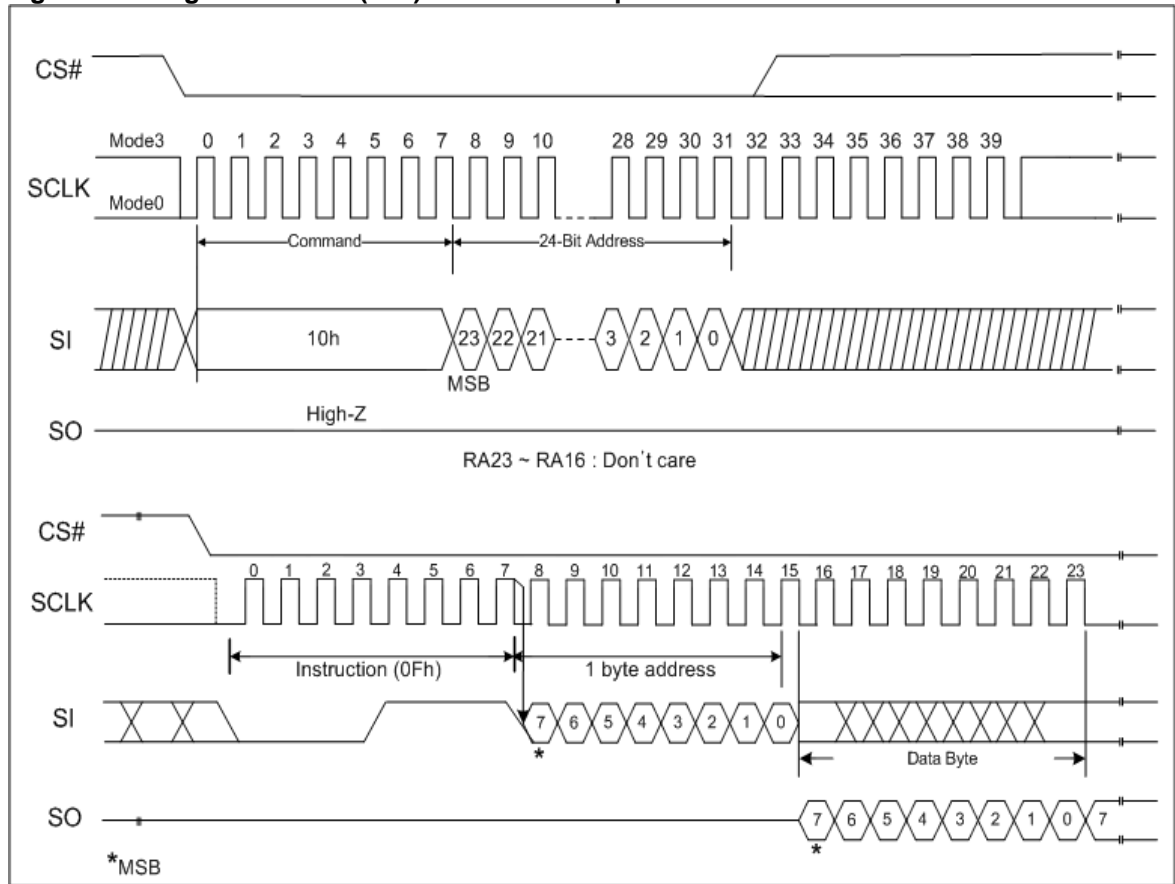 CS#
Mode3 0 1 2 3 4 5 6 7 8 9 10 28 29 30 31 32 33 34 35 36 37 38 39
SCLK
Mode0
Command 24-Bit Address
SI 10h 23 22 21 3 2 1 0
MSB
High-Z
SO
RA23 ~ RA16 : Don't care
CS#
0 1 2 3 4 5 6 7 8 9 10 11 12 13 14 15 16 17 18 19 20 21 22 23
SCLK
Instruction (0Fh) 1 byte address
SI 7 6 5 4 3 2 1 0
* Data Byte
SO 7 6 5 4 3 2 1 0 7
*
*MSB